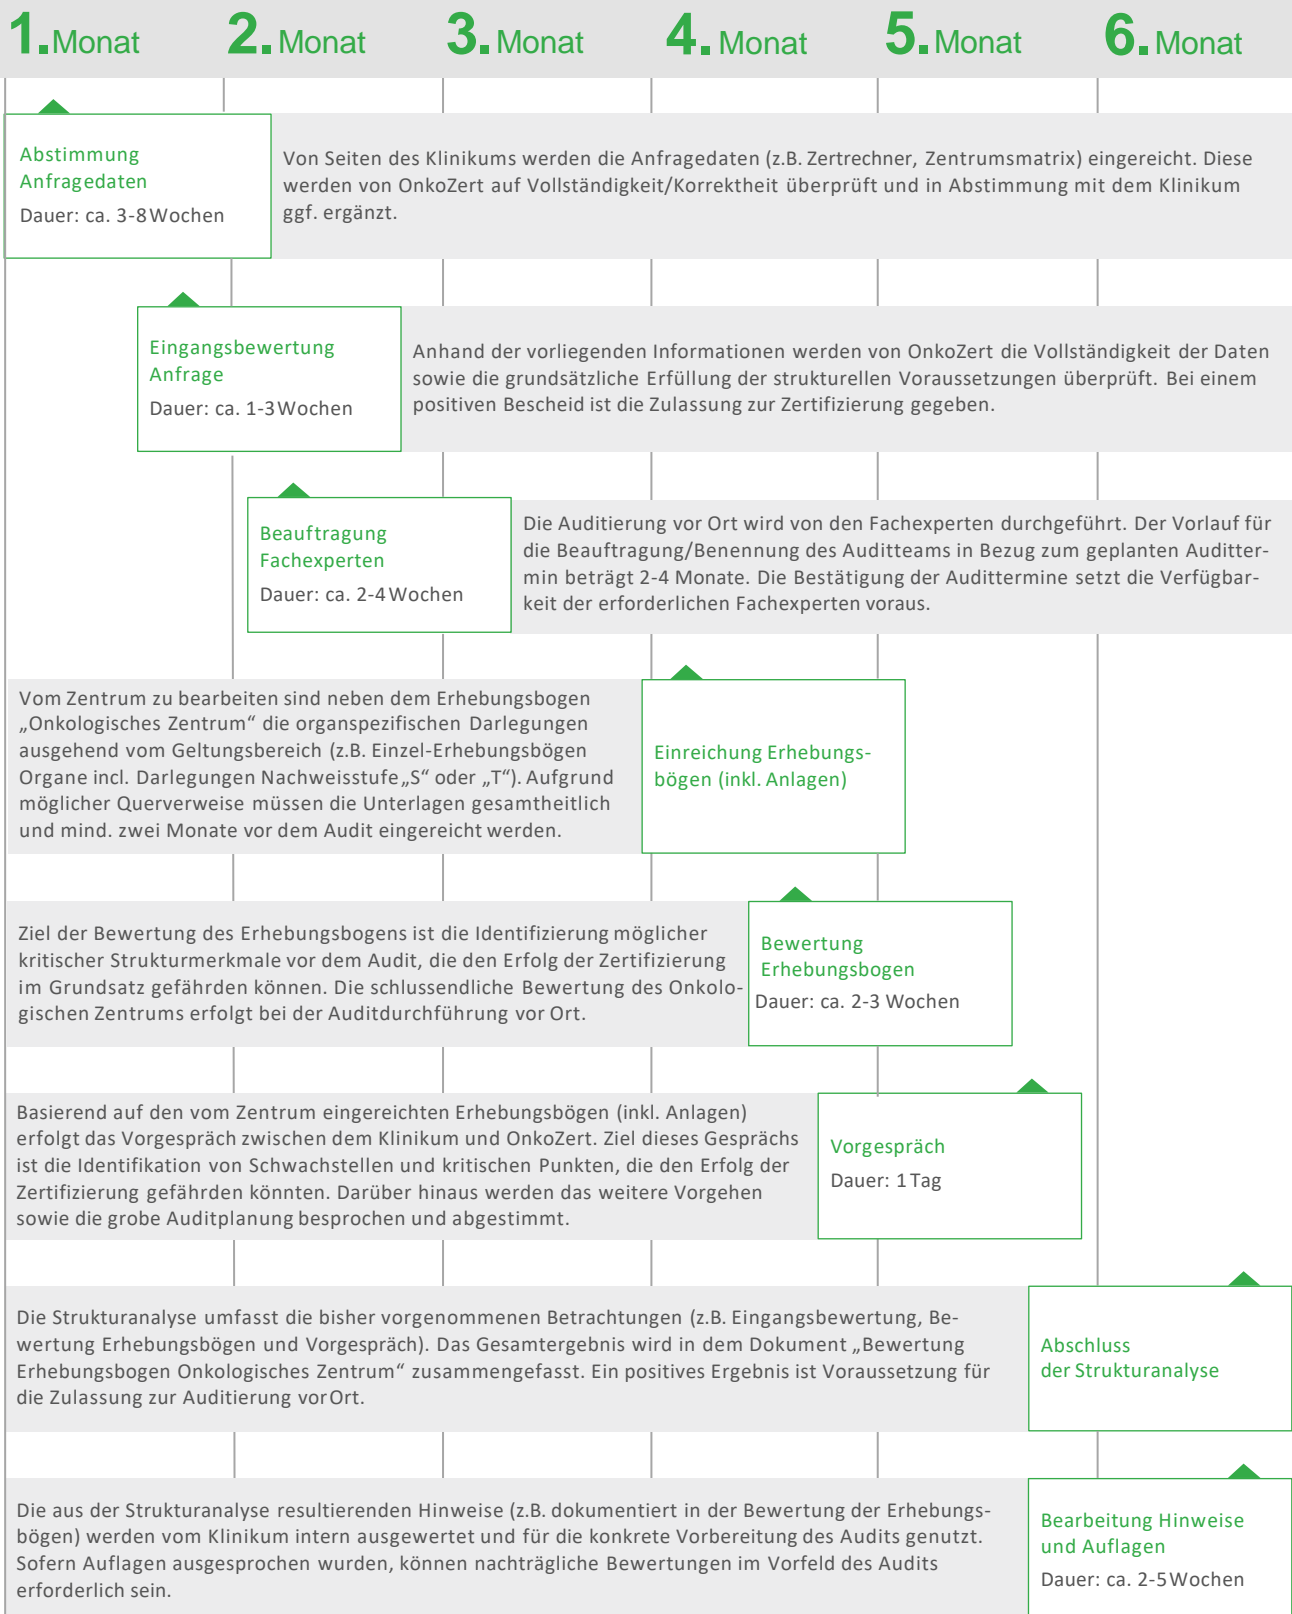 1. Monat 2. Monat 3. Monat 4. Monat 5. Monat 6. Monat
Abstimmung
Anfragedaten
Dauer: ca. 3-8 Wochen
Von Seiten des Klinikums werden die Anfragedaten (z.B. Zertrechner, Zentrumsmatrix) eingereicht. Diese
werden von OnkoZert auf Vollständigkeit/Korrektheit überprüft und in Abstimmung mit dem Klinikum
ggf. ergänzt.
Eingangsbewertung
Anfrage
Dauer: ca. 1-3 Wochen
Anhand der vorliegenden Informationen werden von OnkoZert die Vollständigkeit der Daten
sowie die grundsätzliche Erfüllung der strukturellen Voraussetzungen überprüft. Bei einem
positiven Bescheid ist die Zulassung zur Zertifizierung gegeben.
Beauftragung
Fachexperten
Dauer: ca. 2-4 Wochen
Die Auditierung vor Ort wird von den Fachexperten durchgeführt. Der Vorlauf für
die Beauftragung/Benennung des Auditteams in Bezug zum geplanten Auditter-
min beträgt 2-4 Monate. Die Bestätigung der Audittermine setzt die Verfügbar-
keit der erforderlichen Fachexperten voraus.
Vom Zentrum zu bearbeiten sind neben dem Erhebungsbogen
„Onkologisches Zentrum“ die organspezifischen Darlegungen
ausgehend vom Geltungsbereich (z.B. Einzel-Erhebungsbögen
Organe incl. Darlegungen Nachweisstufe „S“ oder „T“). Aufgrund
möglicher Querverweise müssen die Unterlagen gesamtheitlich
und mind. zwei Monate vor dem Audit eingereicht werden.
Einreichung Erhebungs-
bögen (inkl. Anlagen)
Ziel der Bewertung des Erhebungsbogens ist die Identifizierung möglicher
kritischer Strukturmerkmale vor dem Audit, die den Erfolg der Zertifizierung
im Grundsatz gefährden können. Die schlussendliche Bewertung des Onkolo-
gischen Zentrums erfolgt bei der Auditdurchführung vor Ort.
Bewertung
Erhebungsbogen
Dauer: ca. 2-3 Wochen
Basierend auf den vom Zentrum eingereichten Erhebungsbögen (inkl. Anlagen)
erfolgt das Vorgespräch zwischen dem Klinikum und OnkoZert. Ziel dieses Gesprächs
ist die Identifikation von Schwachstellen und kritischen Punkten, die den Erfolg der
Zertifizierung gefährden könnten. Darüber hinaus werden das weitere Vorgehen
sowie die grobe Auditplanung besprochen und abgestimmt.
Vorgespräch
Dauer: 1 Tag
Die Strukturanalyse umfasst die bisher vorgenommenen Betrachtungen (z.B. Eingangsbewertung, Be-
wertung Erhebungsbögen und Vorgespräch). Das Gesamtergebnis wird in dem Dokument „Bewertung
Erhebungsbogen Onkologisches Zentrum“ zusammengefasst. Ein positives Ergebnis ist Voraussetzung für
die Zulassung zur Auditierung vor Ort.
Abschluss
der Strukturanalyse
Die aus der Strukturanalyse resultierenden Hinweise (z.B. dokumentiert in der Bewertung der Erhebungs-
bögen) werden vom Klinikum intern ausgewertet und für die konkrete Vorbereitung des Audits genutzt.
Sofern Auflagen ausgesprochen wurden, können nachträgliche Bewertungen im Vorfeld des Audits
erforderlich sein.
Bearbeitung Hinweise
und Auflagen
Dauer: ca. 2-5 Wochen